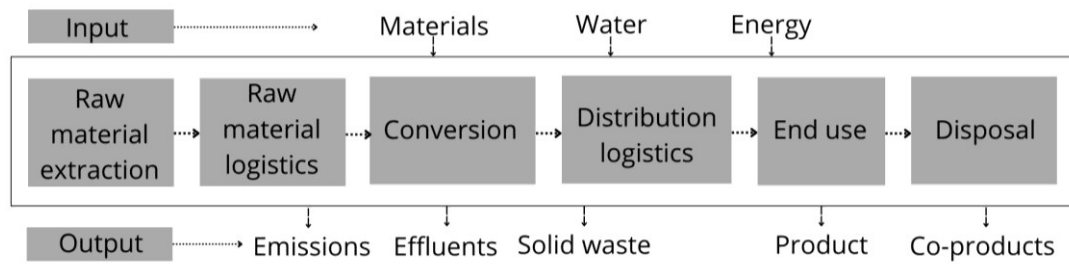 Input
Materials
Water
Energy
Raw
material
extraction
Raw
material
logistics
Conversion
Distribution
logistics
End use
Disposal
Output
Emissions
Effluents
Solid waste
Product
Co-products